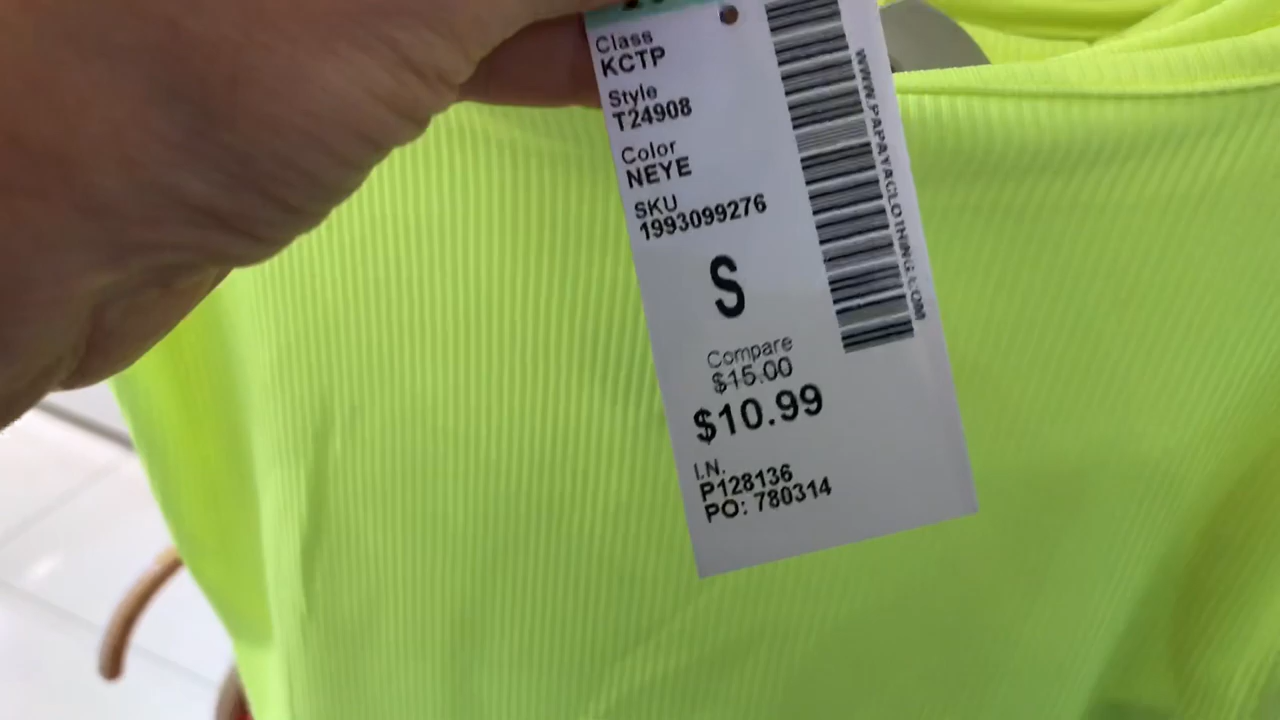 Class
KCTP
Style
T24908
Color
NEYE
SKU
1993099276
S
Compare
$15.00
$10.99
I.N.
P128136
PO: 780314
WWW.PAPAYACLOTHING.COM